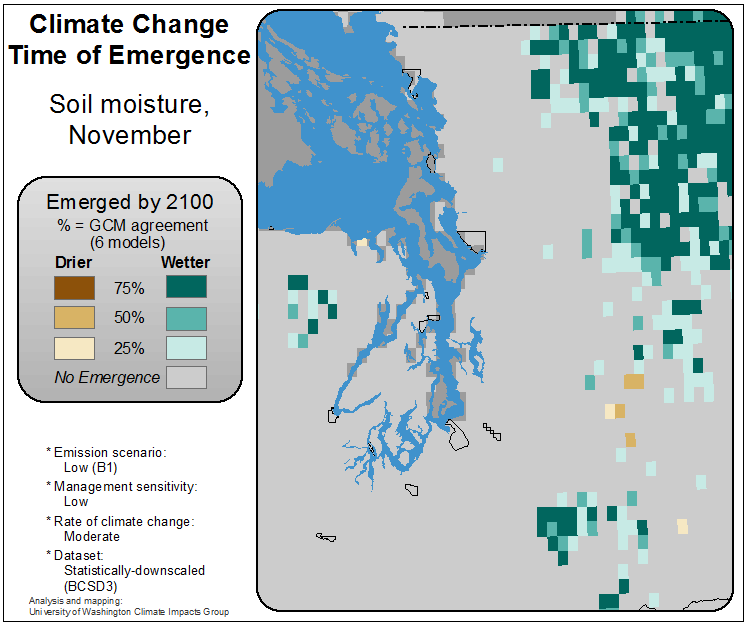 Climate Change
Time of Emergence
Soil moisture,
November
Emerged by 2100
% = GCM agreement
(6 models)
Drier Wetter
75%
50%
25%
No Emergence
* Emission scenario:
Low (B1)
* Management sensitivity:
Low
* Rate of climate change:
Moderate
* Dataset:
Statistically-downscaled
(BCSD3)
Analysis and mapping:
University of Washington Climate Impacts Group